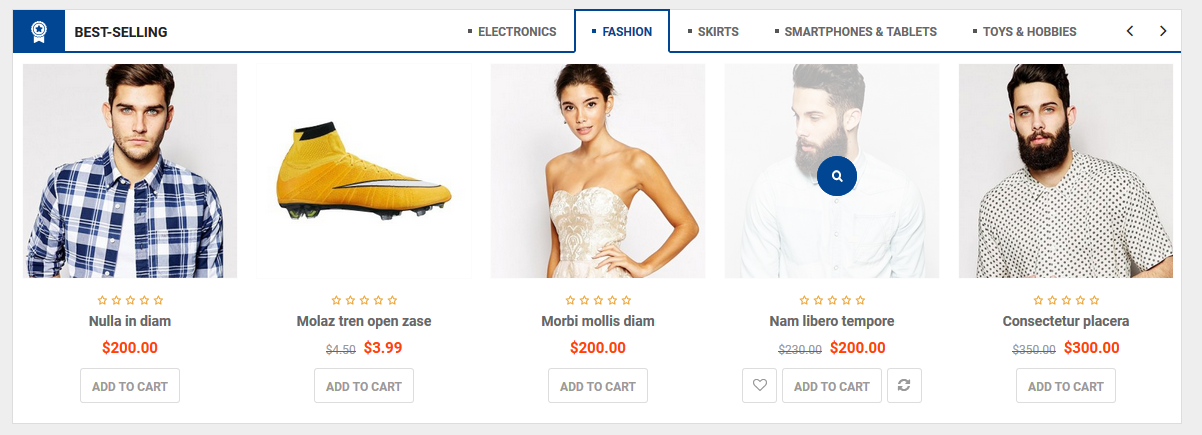 BEST-SELLING
ELECTRONICS
FASHION
SKIRTS
SMARTPHONES & TABLETS
TOYS & HOBBIES
Nulla in diam
$200.00
ADD TO CART
Molaz tren open zase
$4.50 $3.99
ADD TO CART
Morbi mollis diam
$200.00
ADD TO CART
Nam libero tempore
$230.00 $200.00
ADD TO CART
Consectetur placera
$350.00 $300.00
ADD TO CART